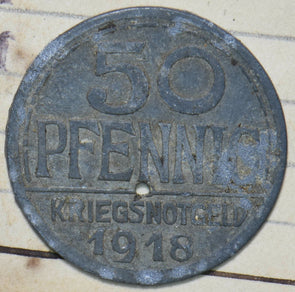 50
PFENNIG
KRIEGSNOTGELD
1918